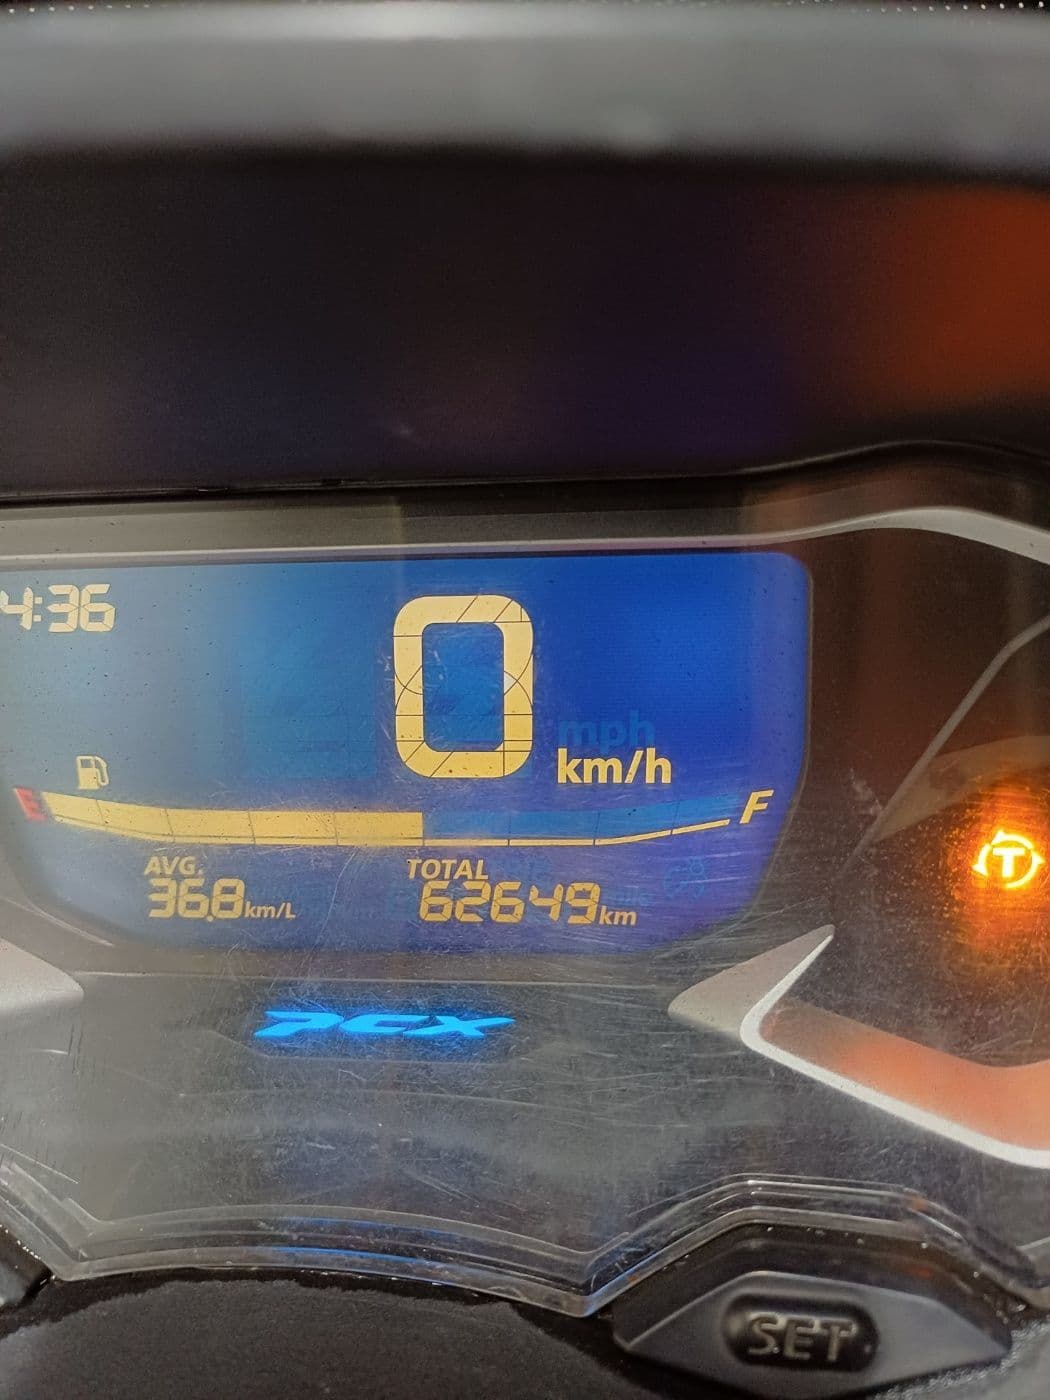 4:36
0
mph
km/h
E
F
AVG.
36.8km/L
TOTAL
62649km
T
PCX
SET